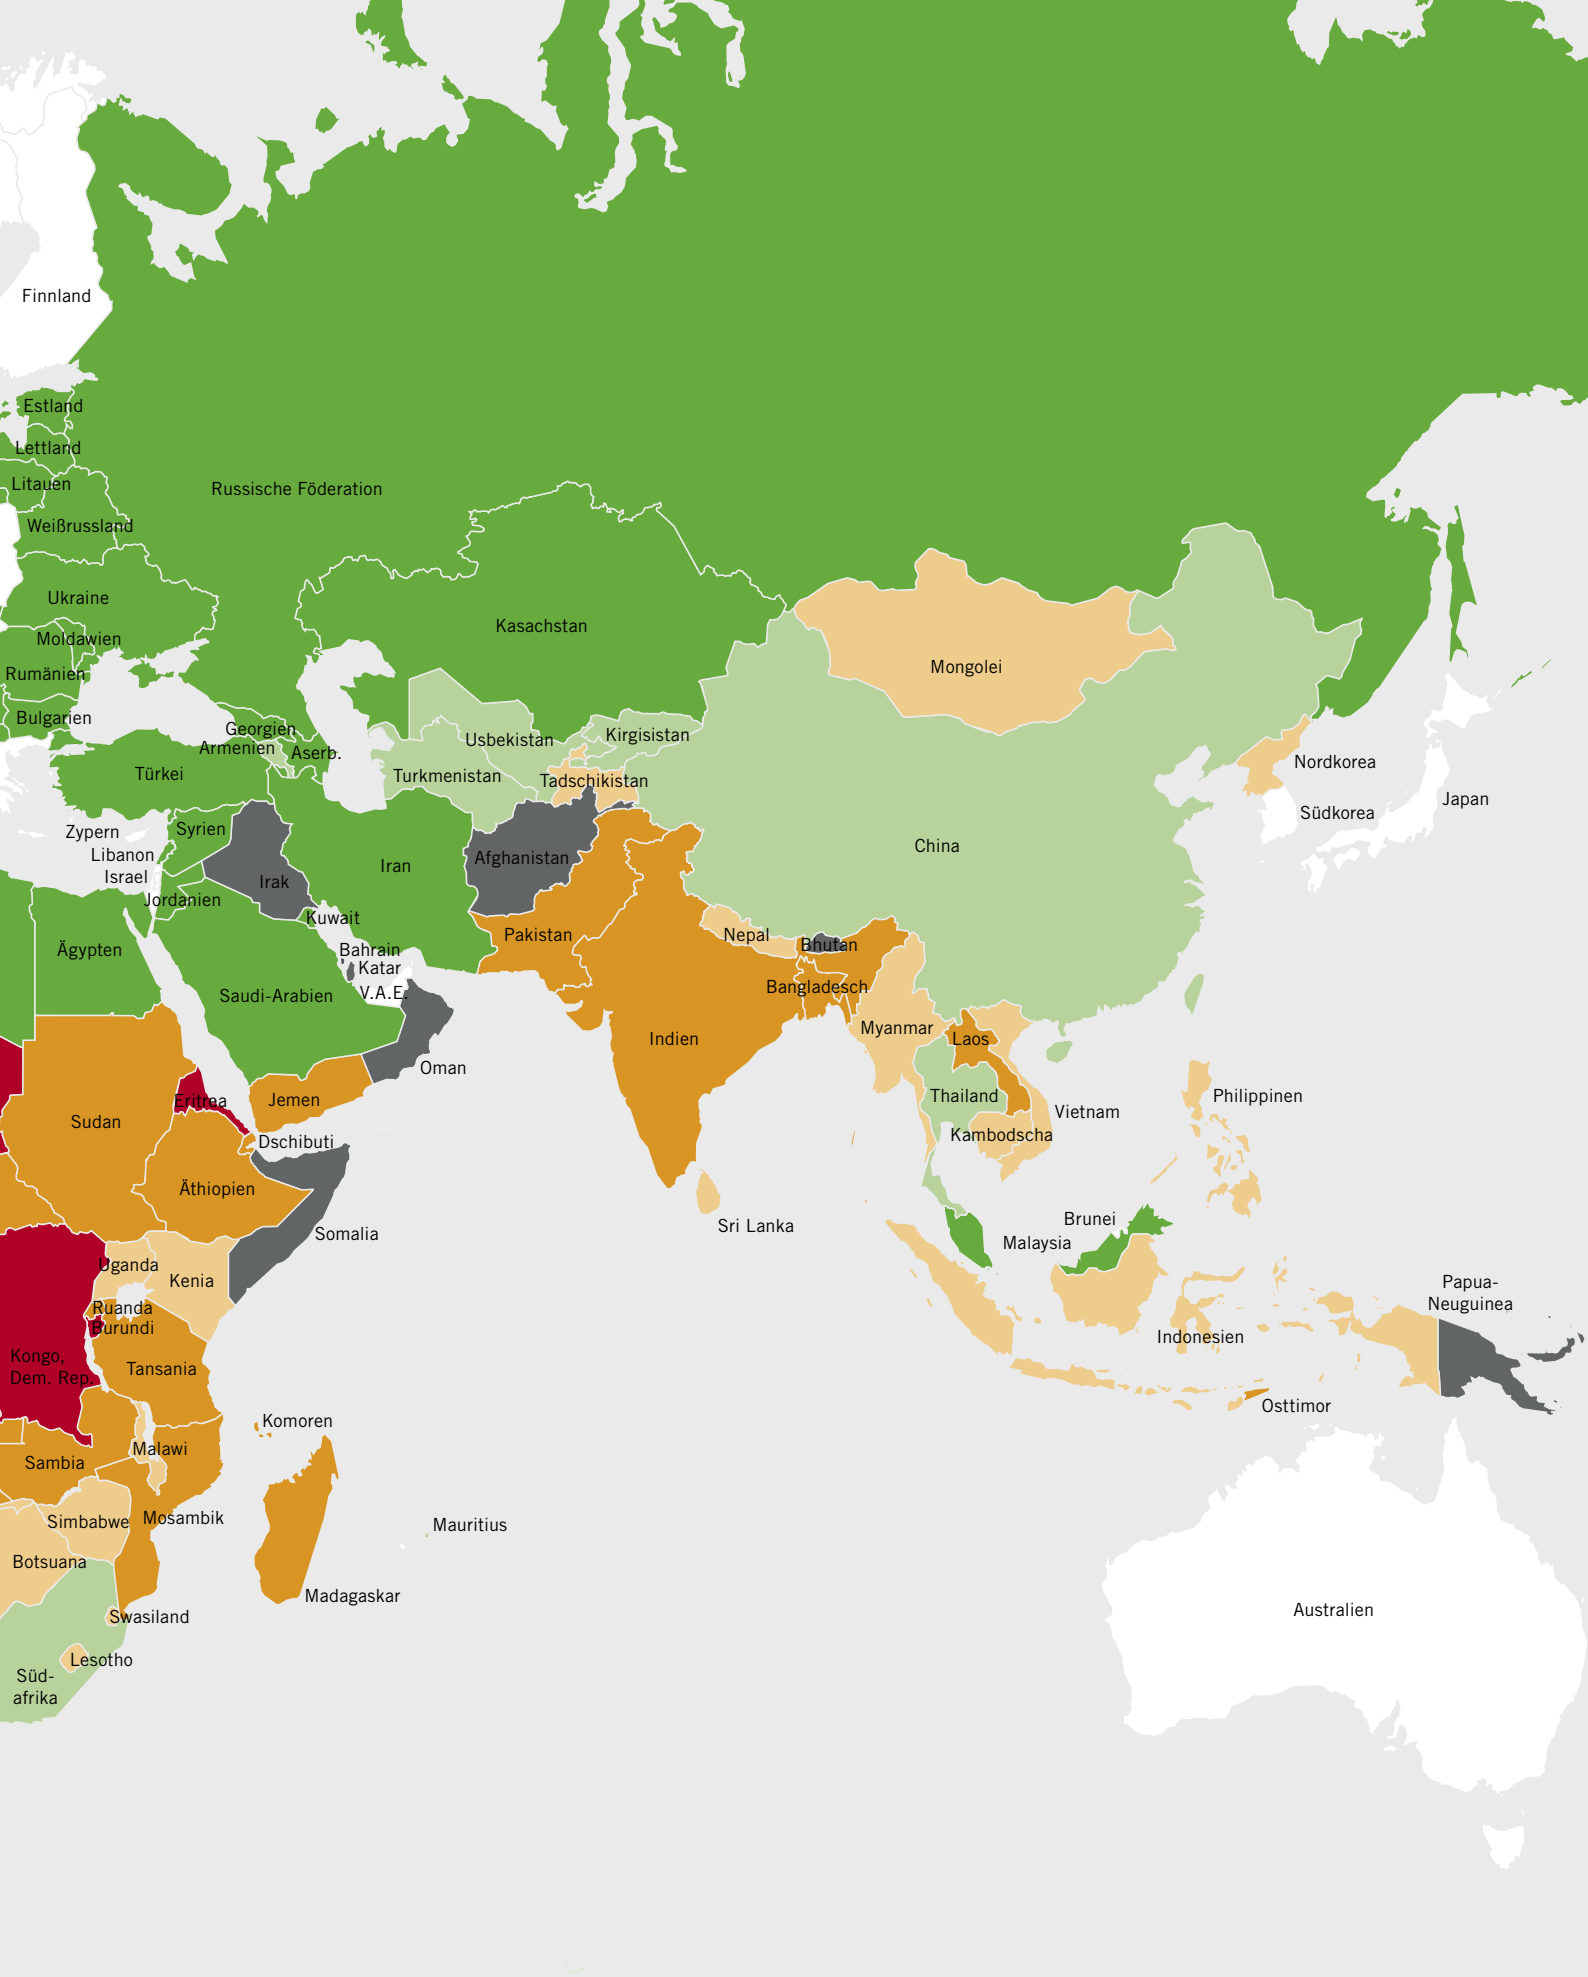 Finnland
Estland
Lettland
Litauen
Russische Föderation
Weißrussland
Ukraine
Kasachstan
Moldawien
Mongolei
Rumänien
Bulgarien
Georgien
Kirgisistan
Usbekistan
Armenien
Aserb.
Nordkorea
Türkei
Turkmenistan
Tadschikistan
Japan
Südkorea
Syrien
Zypern
China
Libanon
Afghanistan
Iran
Israel
Irak
Jordanien
Kuwait
Pakistan
Nepal
Bhutan
Ägypten
Bahrain
Katar
Bangladesch
V.A.E.
Saudi-Arabien
Myanmar
Indien
Laos
Oman
Eritrea
Jemen
Thailand
Philippinen
Vietnam
Sudan
Kambodscha
Dschibuti
Äthiopien
Brunei
Sri Lanka
Somalia
Malaysia
Uganda
Kenia
Papua-
Neuguinea
Ruanda
Burundi
Indonesien
Kongo,
Dem. Rep.
Tansania
Osttimor
Komoren
Malawi
Sambia
Mosambik
Simbabwe
Mauritius
Botsuana
Madagaskar
Australien
Swasiland
Lesotho
Süd-
afrika